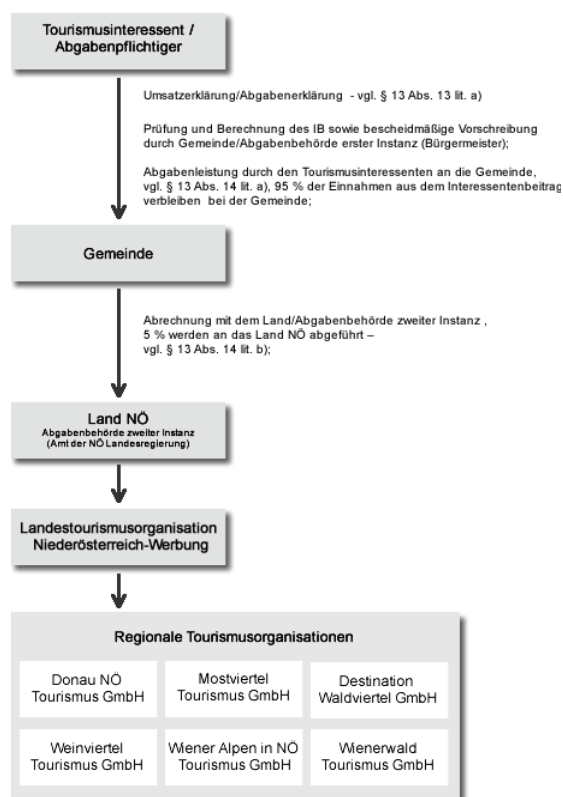 Tourismusinteressent /
Abgabenpflichtiger
Umsatzerklärung/Abgabenerklärung - vgl. § 13 Abs. 13 lit. a)
Prüfung und Berechnung des IB sowie bescheidmäßige Vorschreibung
durch Gemeinde/Abgabenbehörde erster Instanz (Bürgermeister);
Abgabenleistung durch den Tourismusinteressenten an die Gemeinde,
vgl. § 13 Abs. 14 lit. a), 95 % der Einnahmen aus dem Interessentenbeitrag
verbleiben bei der Gemeinde;
Gemeinde
Abrechnung mit dem Land/Abgabenbehörde zweiter Instanz ,
5 % werden an das Land NÖ abgeführt –
vgl. § 13 Abs. 14 lit. b);
Land NÖ
Abgabenbehörde zweiter Instanz
(Amt der NÖ Landesregierung)
Landestourismusorganisation
Niederösterreich-Werbung
Regionale Tourismusorganisationen
Donau NÖ
Tourismus GmbH
Mostviertel
Tourismus GmbH
Destination
Waldviertel GmbH
Weinviertel
Tourismus GmbH
Wiener Alpen in NÖ
Tourismus GmbH
Wienerwald
Tourismus GmbH